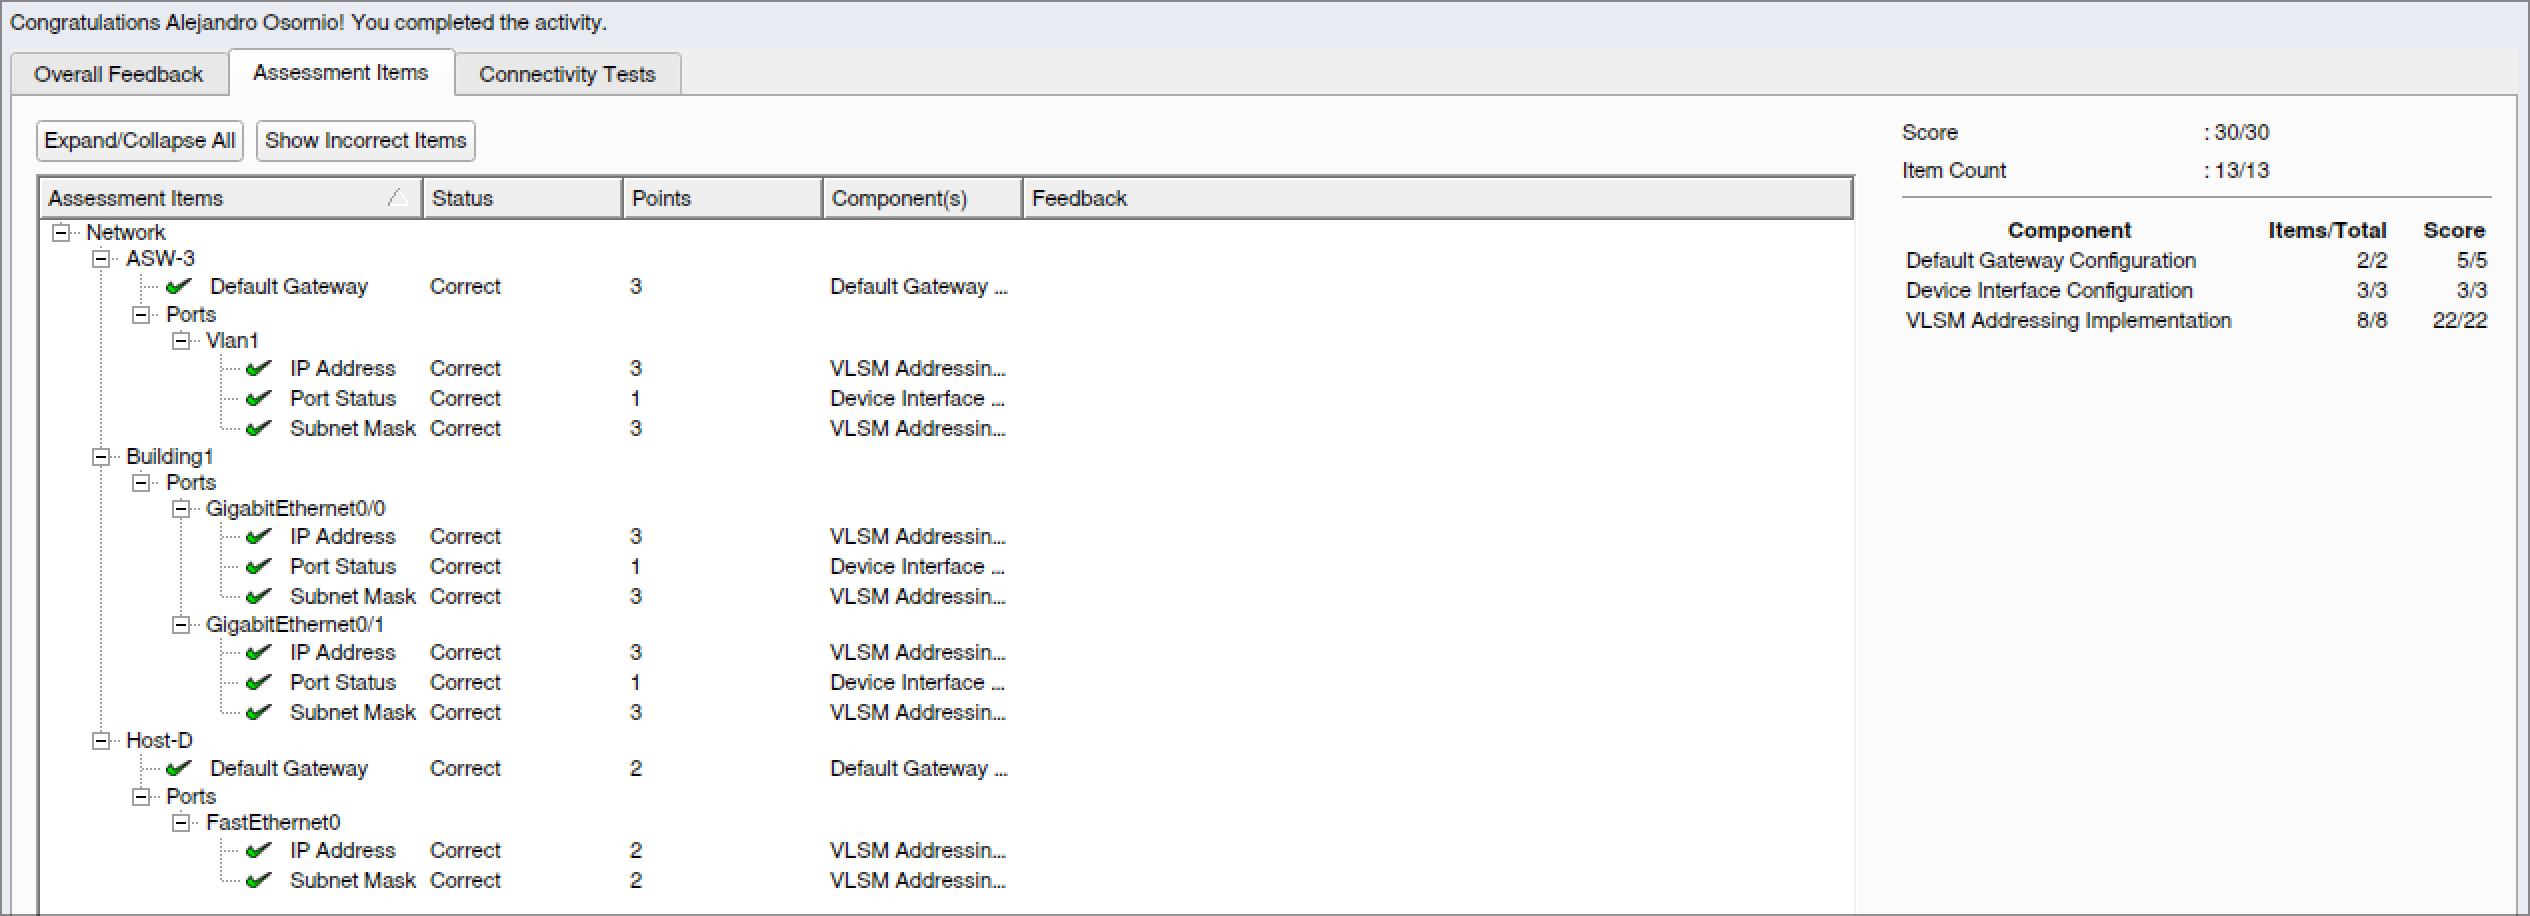 Congratulations Alejandro Osornio! You completed the activity.
Overall Feedback Assessment Items Connectivity Tests
Expand/Collapse All Show Incorrect Items
Assessment Items Status Points Component(s) Feedback
Network
ASW-3
Default Gateway Correct 3 Default Gateway ...
Ports
Vlan1
IP Address Correct 3 VLSM Addressin...
Port Status Correct 1 Device Interface ...
Subnet Mask Correct 3 VLSM Addressin...
Building1
Ports
GigabitEthernet0/0
IP Address Correct 3 VLSM Addressin...
Port Status Correct 1 Device Interface ...
Subnet Mask Correct 3 VLSM Addressin...
GigabitEthernet0/1
IP Address Correct 3 VLSM Addressin...
Port Status Correct 1 Device Interface ...
Subnet Mask Correct 3 VLSM Addressin...
Host-D
Default Gateway Correct 2 Default Gateway ...
Ports
FastEthernet0
IP Address Correct 2 VLSM Addressin...
Subnet Mask Correct 2 VLSM Addressin...
Score : 30/30
Item Count : 13/13
Component Items/Total Score
Default Gateway Configuration 2/2 5/5
Device Interface Configuration 3/3 3/3
VLSM Addressing Implementation 8/8 22/22